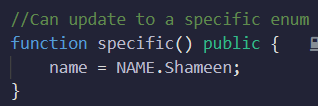 //Can update to a specific enum
function specific() public {
name = NAME.Shameen;
}